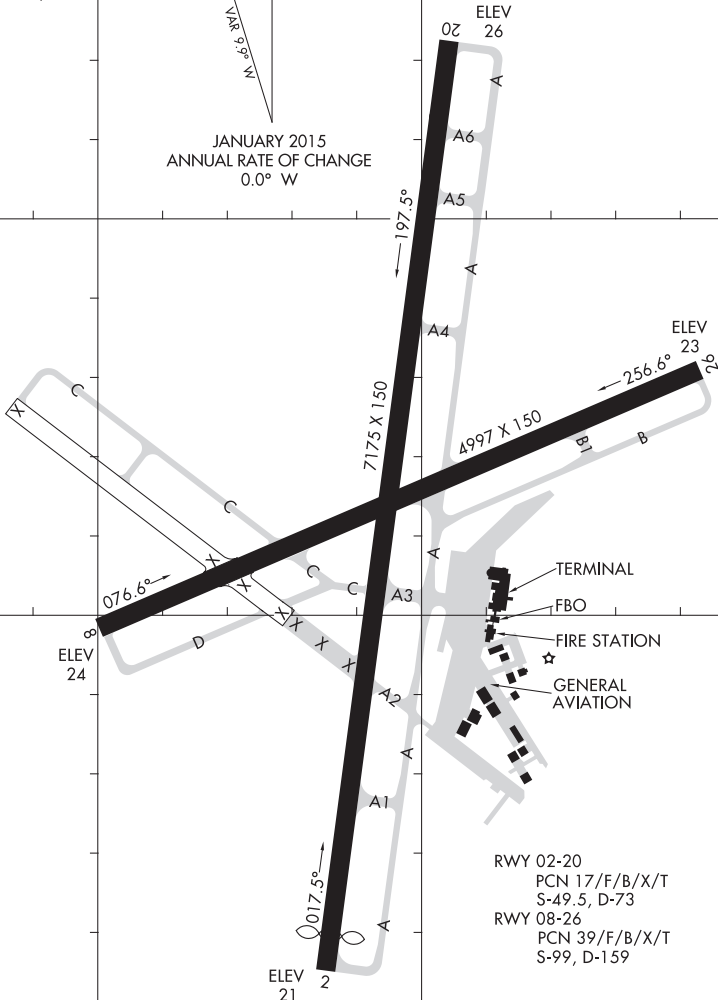 20
ELEV
26
A
VAR 9.9° W
JANUARY 2015
ANNUAL RATE OF CHANGE
0.0° W
A6
A5
197.5°
A
A4
ELEV
23
26
256.6°
7175 X 150
4997 X 150
C
X
B1
B
C
A
X
X
C
C
A3
TERMINAL
076.6°
FBO
8
X
X
D
X
X
FIRE STATION
ELEV
24
A2
GENERAL
AVIATION
A
A1
RWY 02-20
PCN 17/F/B/X/T
S-49.5, D-73
RWY 08-26
PCN 39/F/B/X/T
S-99, D-159
017.5°
A
ELEV
21
2